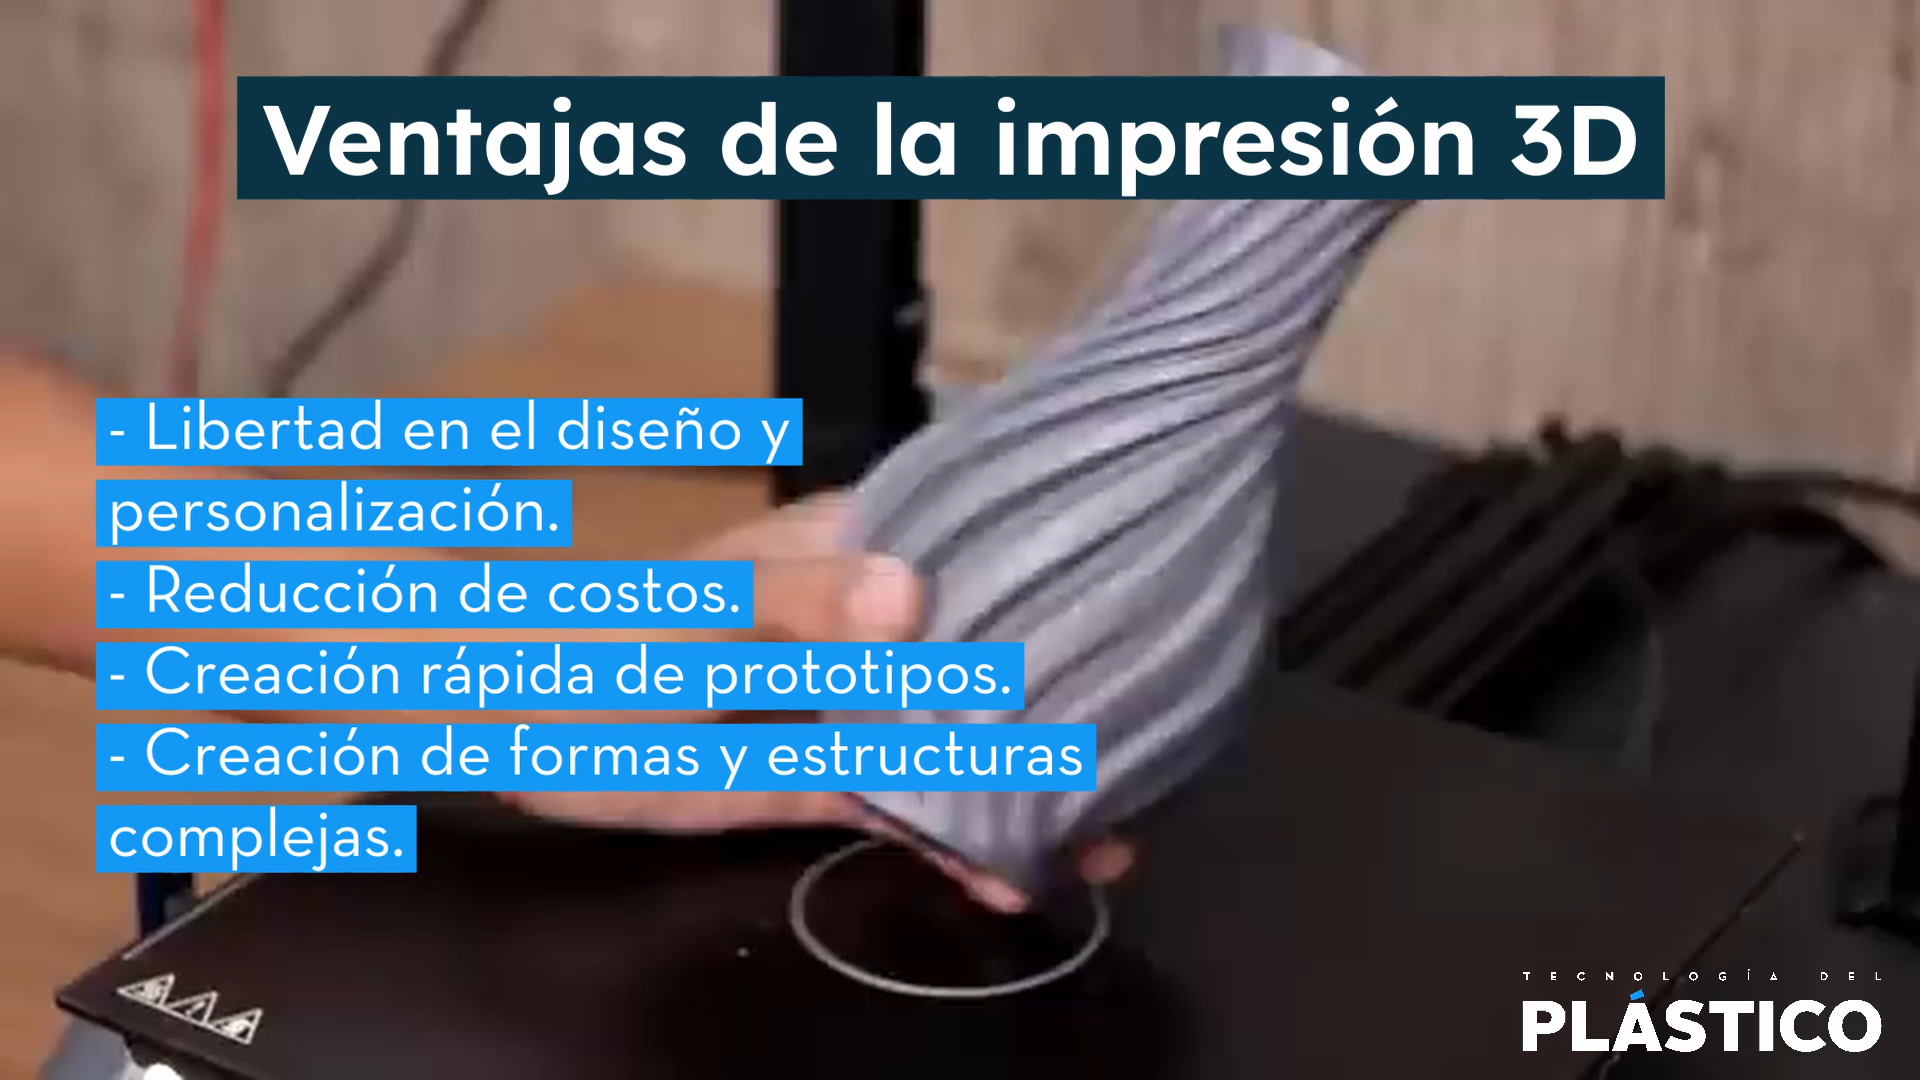 Ventajas de la impresión 3D
- Libertad en el diseño y
personalización.
- Reducción de costos.
- Creación rápida de prototipos.
- Creación de formas y estructuras
complejas.
TECNOLOGÍA DEL
PLÁSTICO